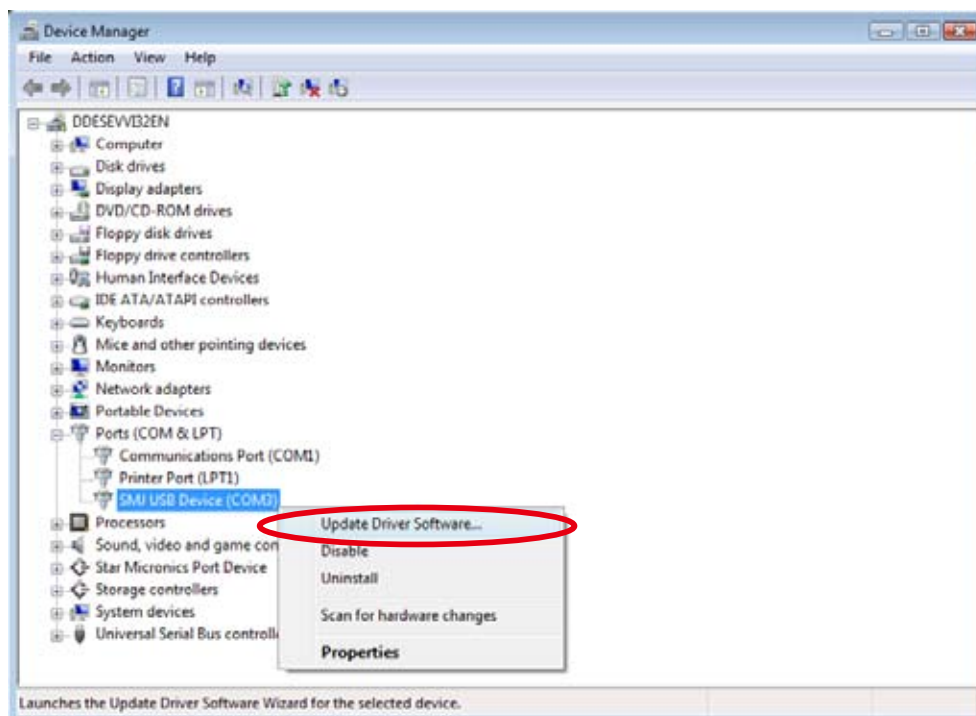 Device Manager
File Action View Help
DDESEVVI32EN
Computer
Disk drives
Display adapters
DVD/CD-ROM drives
Floppy disk drives
Floppy drive controllers
Human Interface Devices
IDE ATA/ATAPI controllers
Keyboards
Mice and other pointing devices
Monitors
Network adapters
Portable Devices
Ports (COM & LPT)
Communications Port (COM1)
Printer Port (LPT1)
SMJ USB Device (COM3)
Processors
Sound, video and game con
Star Micronics Port Device
Storage controllers
System devices
Universal Serial Bus controlle
Update Driver Software...
Disable
Uninstall
Scan for hardware changes
Properties
Launches the Update Driver Software Wizard for the selected device.